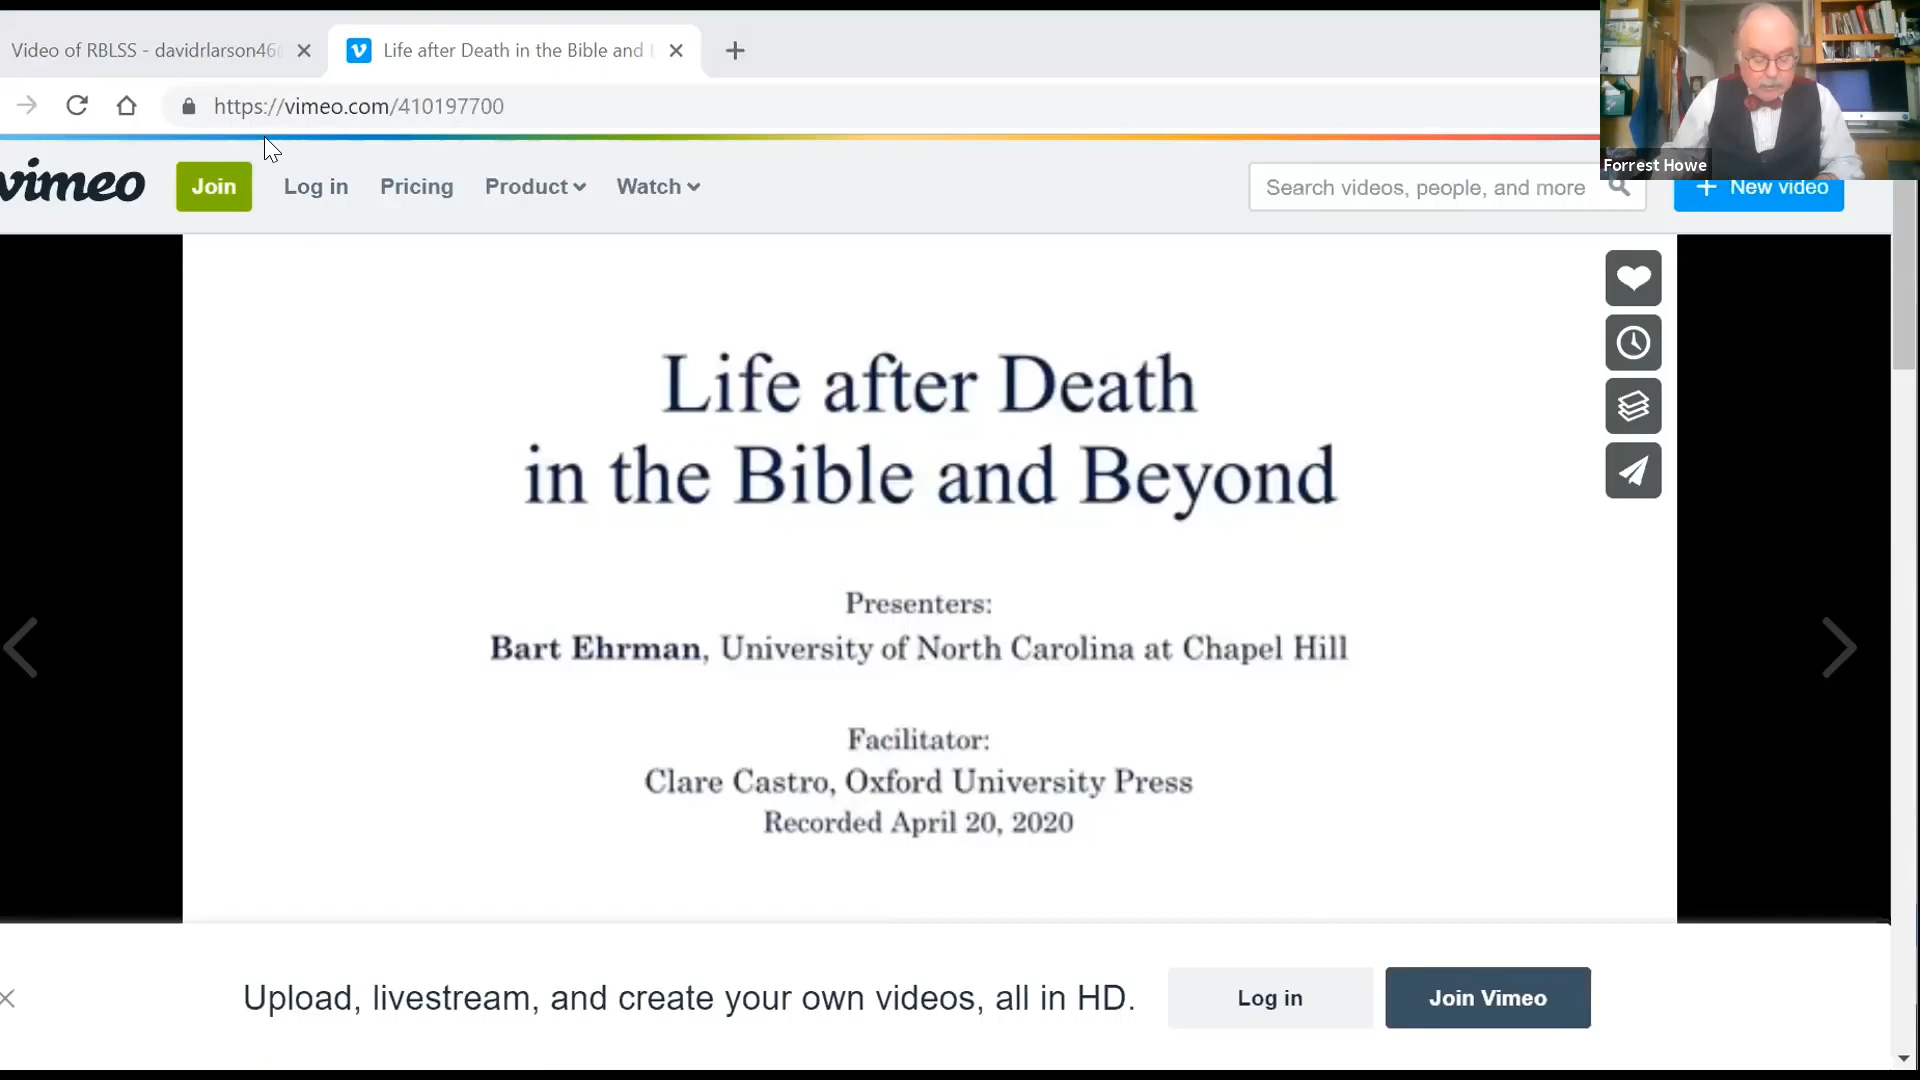 Video of RBLSS - davidrlarson46
Life after Death in the Bible and
https://vimeo.com/410197700
Forrest Howe
vimeo
Join
Log in
Pricing
Product
Watch
Search videos, people, and more
+ New video
Life after Death
in the Bible and Beyond
Presenters:
Bart Ehrman, University of North Carolina at Chapel Hill
Facilitator:
Clare Castro, Oxford University Press
Recorded April 20, 2020
Upload, livestream, and create your own videos, all in HD.
Log in
Join Vimeo